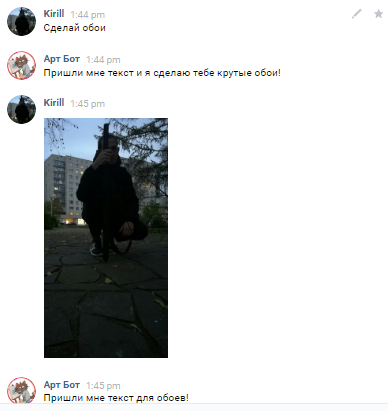 Kirill 1:44 pm
Сделай обои
Арт Бот 1:44 pm
Пришли мне текст и я сделаю тебе крутые обои!
Kirill 1:45 pm
Арт Бот 1:45 pm
Пришли мне текст для обоев!